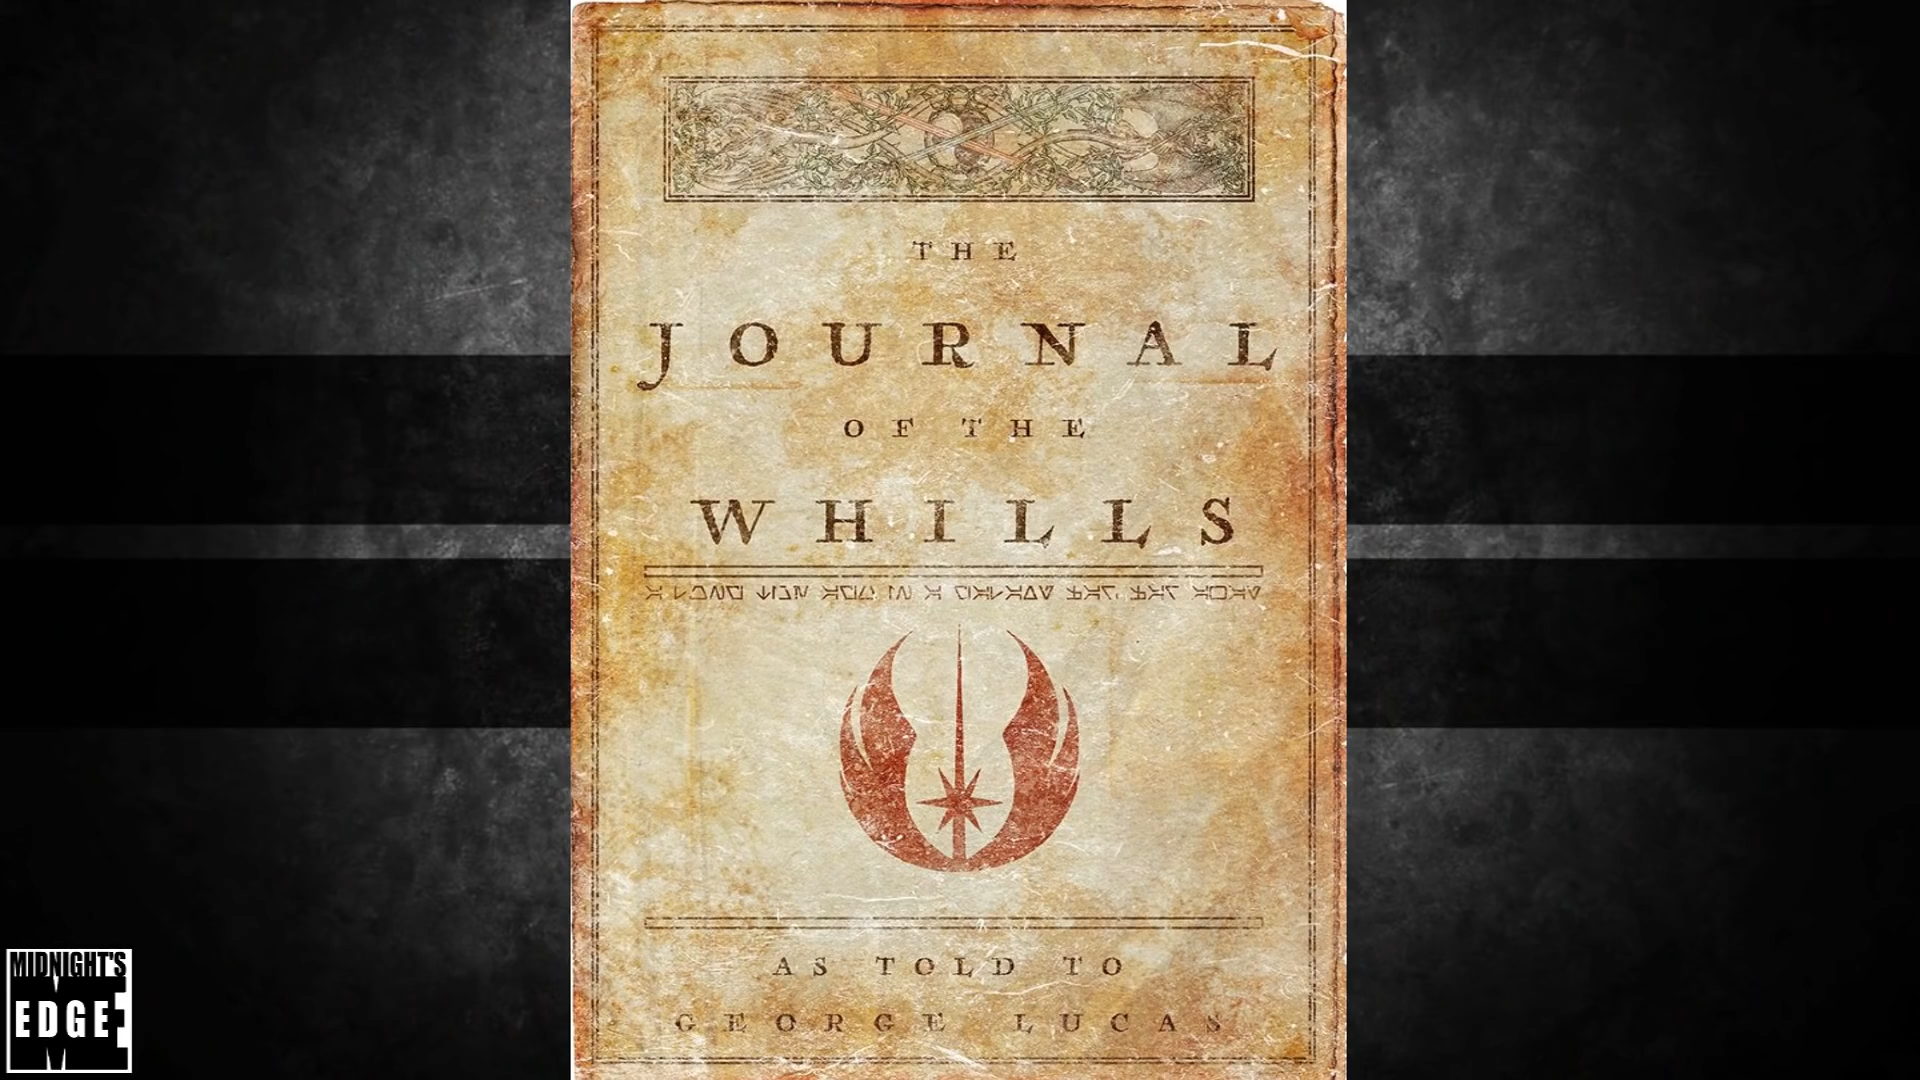 THE
JOURNAL
OF THE
WHILLS
AS TOLD TO
GEORGE LUCAS
MIDNIGHT'S
EDGE